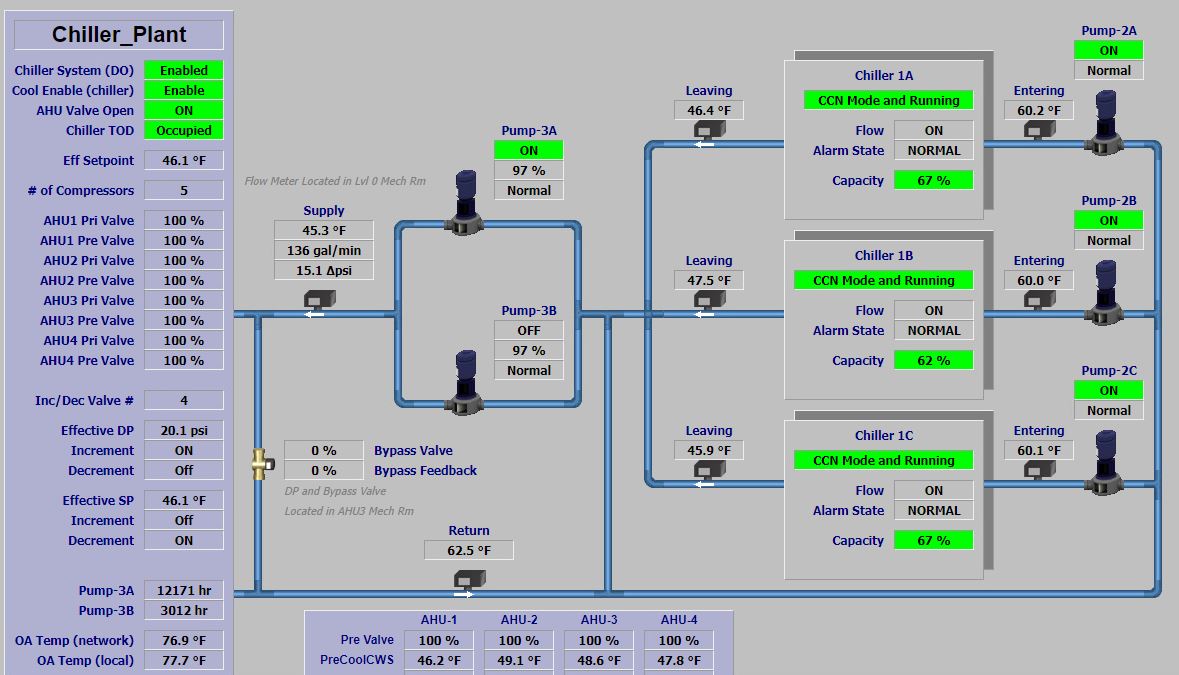 Chiller_Plant
Chiller System (DO) Enabled
Cool Enable (chiller) Enable
AHU Valve Open ON
Chiller TOD Occupied
Eff Setpoint 46.1 °F
# of Compressors 5
AHU1 Pri Valve 100 %
AHU1 Pre Valve 100 %
AHU2 Pri Valve 100 %
AHU2 Pre Valve 100 %
AHU3 Pri Valve 100 %
AHU3 Pre Valve 100 %
AHU4 Pri Valve 100 %
AHU4 Pre Valve 100 %
Inc/Dec Valve # 4
Effective DP 20.1 psi
Increment ON
Decrement Off
Effective SP 46.1 °F
Increment Off
Decrement ON
Pump-3A 12171 hr
Pump-3B 3012 hr
OA Temp (network) 76.9 °F
OA Temp (local) 77.7 °F
Flow Meter Located in Lvl 0 Mech Rm
Supply
45.3 °F
136 gal/min
15.1 Δpsi
Pump-3A
ON
97 %
Normal
Pump-3B
OFF
97 %
Normal
0 % Bypass Valve
0 % Bypass Feedback
DP and Bypass Valve
Located in AHU3 Mech Rm
Return
62.5 °F
Leaving
46.4 °F
Chiller 1A
CCN Mode and Running
Flow ON
Alarm State NORMAL
Capacity 67 %
Entering
60.2 °F
Pump-2A
ON
Normal
Leaving
47.5 °F
Chiller 1B
CCN Mode and Running
Flow ON
Alarm State NORMAL
Capacity 62 %
Entering
60.0 °F
Pump-2B
ON
Normal
Leaving
45.9 °F
Chiller 1C
CCN Mode and Running
Flow ON
Alarm State NORMAL
Capacity 67 %
Entering
60.1 °F
Pump-2C
ON
Normal
AHU-1 AHU-2 AHU-3 AHU-4
Pre Valve 100 % 100 % 100 % 100 %
PreCoolCWS 46.2 °F 49.1 °F 48.6 °F 47.8 °F